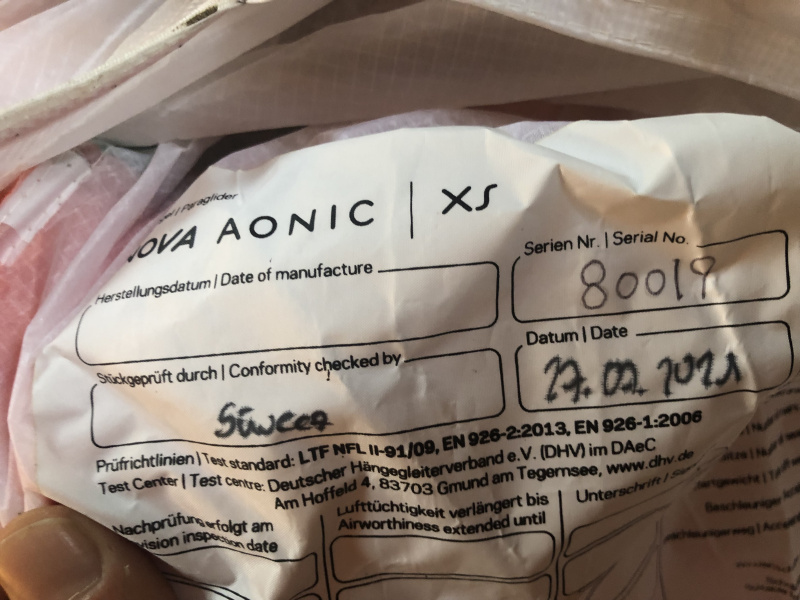 Paraglider
NOVA AONIC | XS
Herstellungsdatum | Date of manufacture
Serien Nr. | Serial No.
80019
Stückgeprüft durch | Conformity checked by
Datum | Date
Prüfrichtlinien | Test standard: LTF NFL II-91/09, EN 926-2:2013, EN 926-1:2006
Test Center | Test centre: Deutscher Hängegleiterverband e.V. (DHV) im DAeC
Am Hoffeld 4, 83703 Gmund am Tegernsee, www.dhv.de
Nachprüfung erfolgt am
inspection date
Lufttüchtigkeit verlängert bis
Airworthiness extended until
Unterschrift